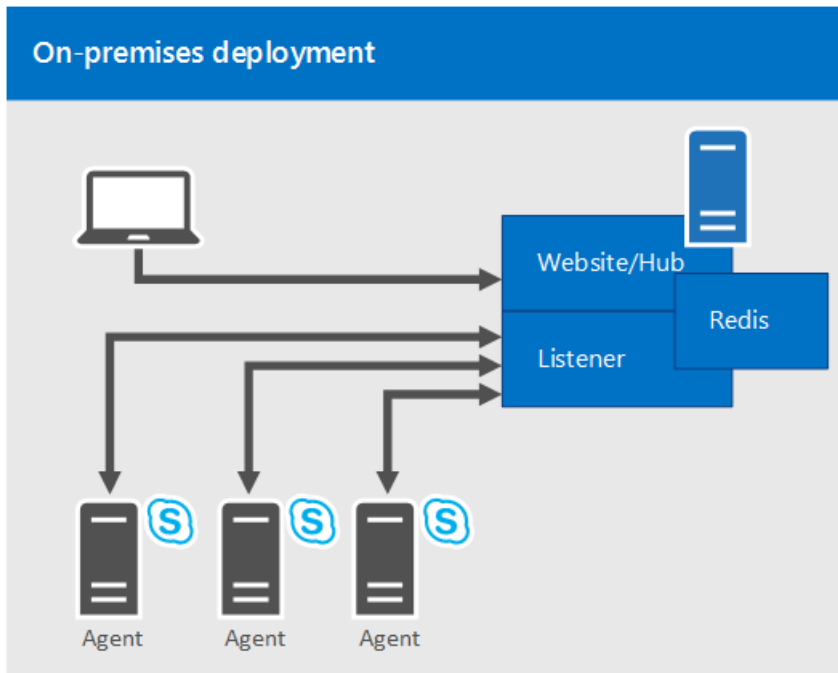 On-premises deployment
Website/Hub
Redis
Listener
S
S
S
Agent
Agent
Agent